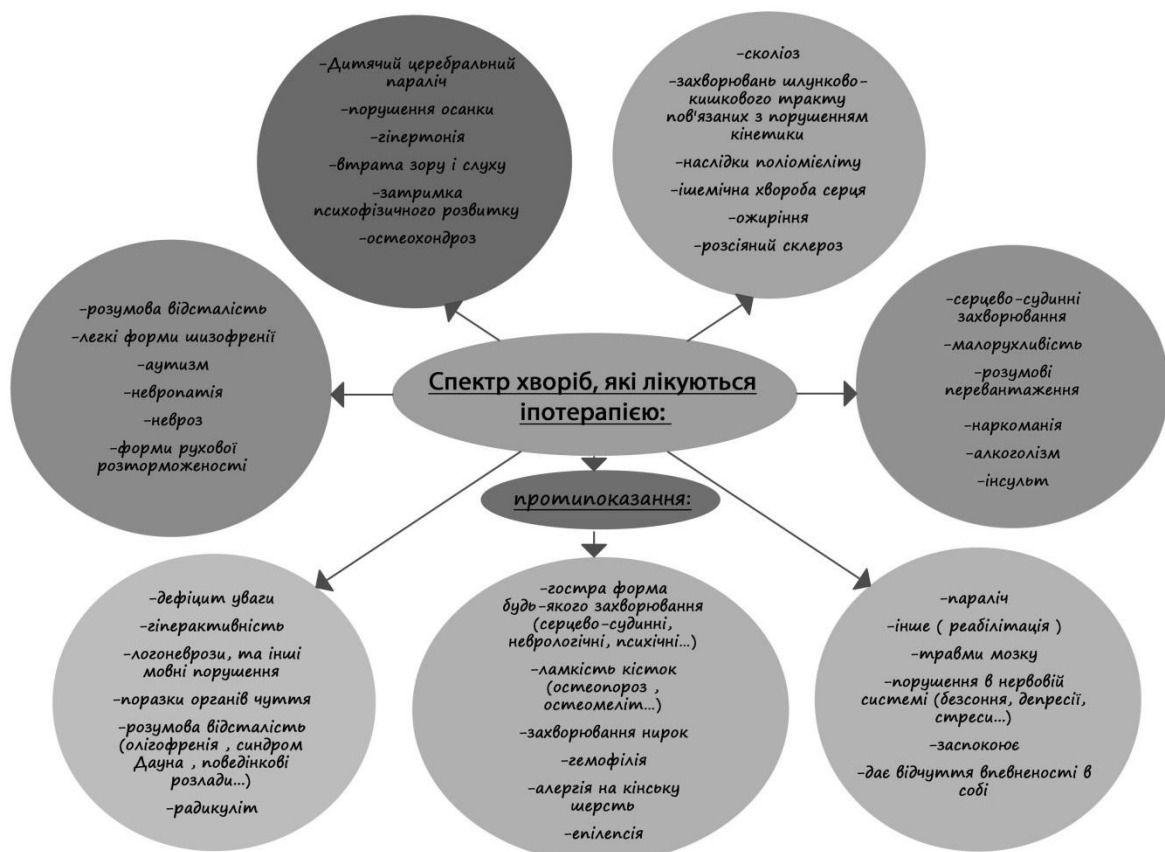 -Дитячий церебральний
параліч
-порушення осанки
-гіпертонія
-втрата зору і слуху
-затримка
психофізичного розвитку
-остеохондроз
-сколіоз
-захворювань шлунково-
кишкового тракту
пов'язаних з порушенням
кінетики
-наслідки поліомієліту
-ішемічна хвороба серця
-ожиріння
-розсіяний склероз
-розумова відсталість
-легкі форми шизофренії
-аутизм
-невропатія
-невроз
-форми рухової
розторможеності
Спектр хворіб, які лікуються
іпотерапією:
-серцево-судинні
захворювання
-малорухливість
-розумові
перевантаження
-наркоманія
-алкоголізм
-інсульт
протипоказання:
-дефіцит уваги
-гіперактивність
-логоневрози, та інші
мовні порушення
-поразки органів чуття
-розумова відсталість
(олігофренія , синдром
Дауна , поведінкові
розлади...)
-радикуліт
-гостра форма
будь-якого захворювання
(серцево-судинні,
неврологічні, психічні...)
-ламкість кісток
(остеопороз ,
остеомеліт...)
-захворювання нирок
-гемофілія
-алергія на кінську
шерсть
-епілепсія
-параліч
-інше ( реабілітація )
-травми мозку
-порушення в нервовій
системі (безсоння, депресії,
стреси...)
-заспокоює
-дає відчуття впевненості в
собі